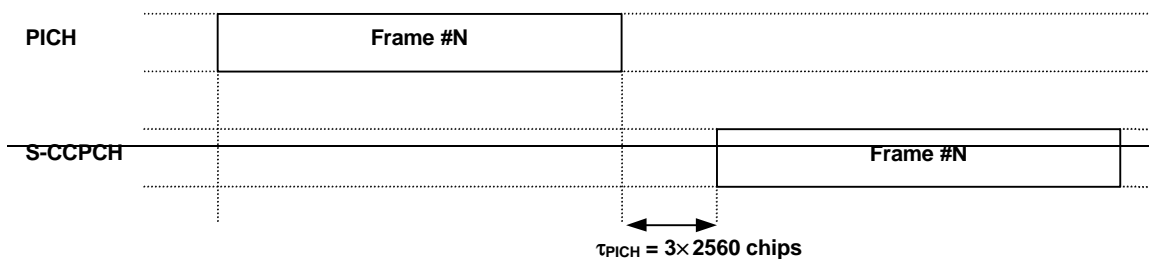 PICH
Frame #N
S-CCPCH
Frame #N
τPICH = 3× 2560 chips